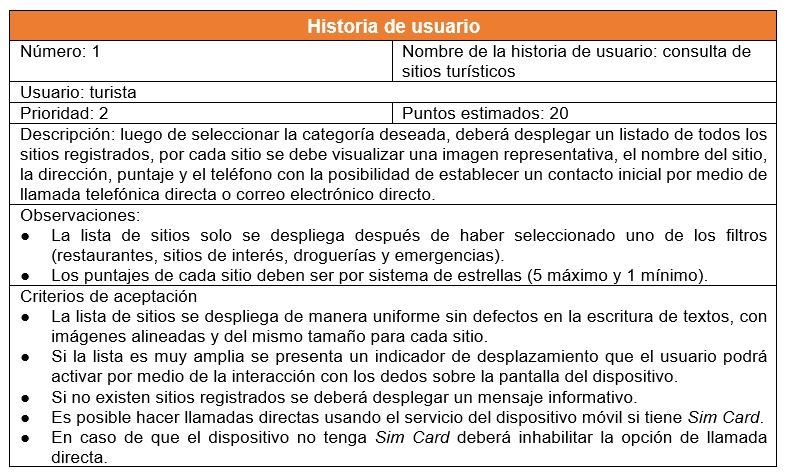 Historia de usuario
Número: 1
Nombre de la historia de usuario: consulta de
sitios turísticos
Usuario: turista
Prioridad: 2
Puntos estimados: 20
Descripción: luego de seleccionar la categoría deseada, deberá desplegar un listado de todos los
sitios registrados, por cada sitio se debe visualizar una imagen representativa, el nombre del sitio,
la dirección, puntaje y el teléfono con la posibilidad de establecer un contacto inicial por medio de
llamada telefónica directa o correo electrónico directo.
Observaciones:
● La lista de sitios solo se despliega después de haber seleccionado uno de los filtros
(restaurantes, sitios de interés, droguerías y emergencias).
● Los puntajes de cada sitio deben ser por sistema de estrellas (5 máximo y 1 mínimo).
Criterios de aceptación
● La lista de sitios se despliega de manera uniforme sin defectos en la escritura de textos, con
imágenes alineadas y del mismo tamaño para cada sitio.
● Si la lista es muy amplia se presenta un indicador de desplazamiento que el usuario podrá
activar por medio de la interacción con los dedos sobre la pantalla del dispositivo.
● Si no existen sitios registrados se deberá desplegar un mensaje informativo.
● Es posible hacer llamadas directas usando el servicio del dispositivo móvil si tiene Sim Card.
● En caso de que el dispositivo no tenga Sim Card deberá inhabilitar la opción de llamada
directa.